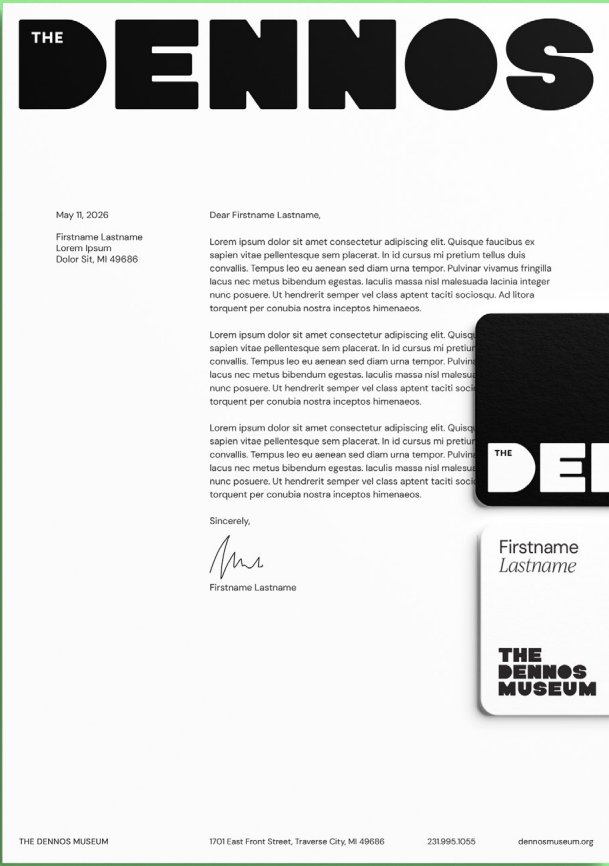 THE
DENNOS
May 11, 2026
Firstname Lastname
Lorem Ipsum
Dolor Sit, MI 49686
Dear Firstname Lastname,
Lorem ipsum dolor sit amet consectetur adipiscing elit. Quisque faucibus ex
sapien vitae pellentesque sem placerat. In id cursus mi pretium tellus duis
convallis. Tempus leo eu aenean sed diam urna tempor. Pulvinar vivamus fringilla
lacus nec metus bibendum egestas. Iaculis massa nisl malesuada lacinia integer
nunc posuere. Ut hendrerit semper vel class aptent taciti sociosqu. Ad litora
torquent per conubia nostra inceptos himenaeos.
Lorem ipsum dolor sit amet consectetur adipiscing elit. Quisq
sapien vitae pellentesque sem placerat. In id cursus mi pretiu
convallis. Tempus leo eu aenean sed diam urna tempor. Pulvin
lacus nec metus bibendum egestas. Iaculis massa nisl malesua
nunc posuere. Ut hendrerit semper vel class aptent taciti soci
torquent per conubia nostra inceptos himenaeos.
Lorem ipsum dolor sit amet consectetur adipiscing elit. Quisq
sapien vitae pellentesque sem placerat. In id cursus mi pretiu
convallis. Tempus leo eu aenean sed diam urna tempor. Pulvin
lacus nec metus bibendum egestas. Iaculis massa nisl malesua
nunc posuere. Ut hendrerit semper vel class aptent taciti soci
torquent per conubia nostra inceptos himenaeos.
Sincerely,
Firstname Lastname
THE
DE
Firstname
Lastname
THE
DENNOS
MUSEUM
THE DENNOS MUSEUM
1701 East Front Street, Traverse City, MI 49686
231.995.1055
dennosmuseum.org